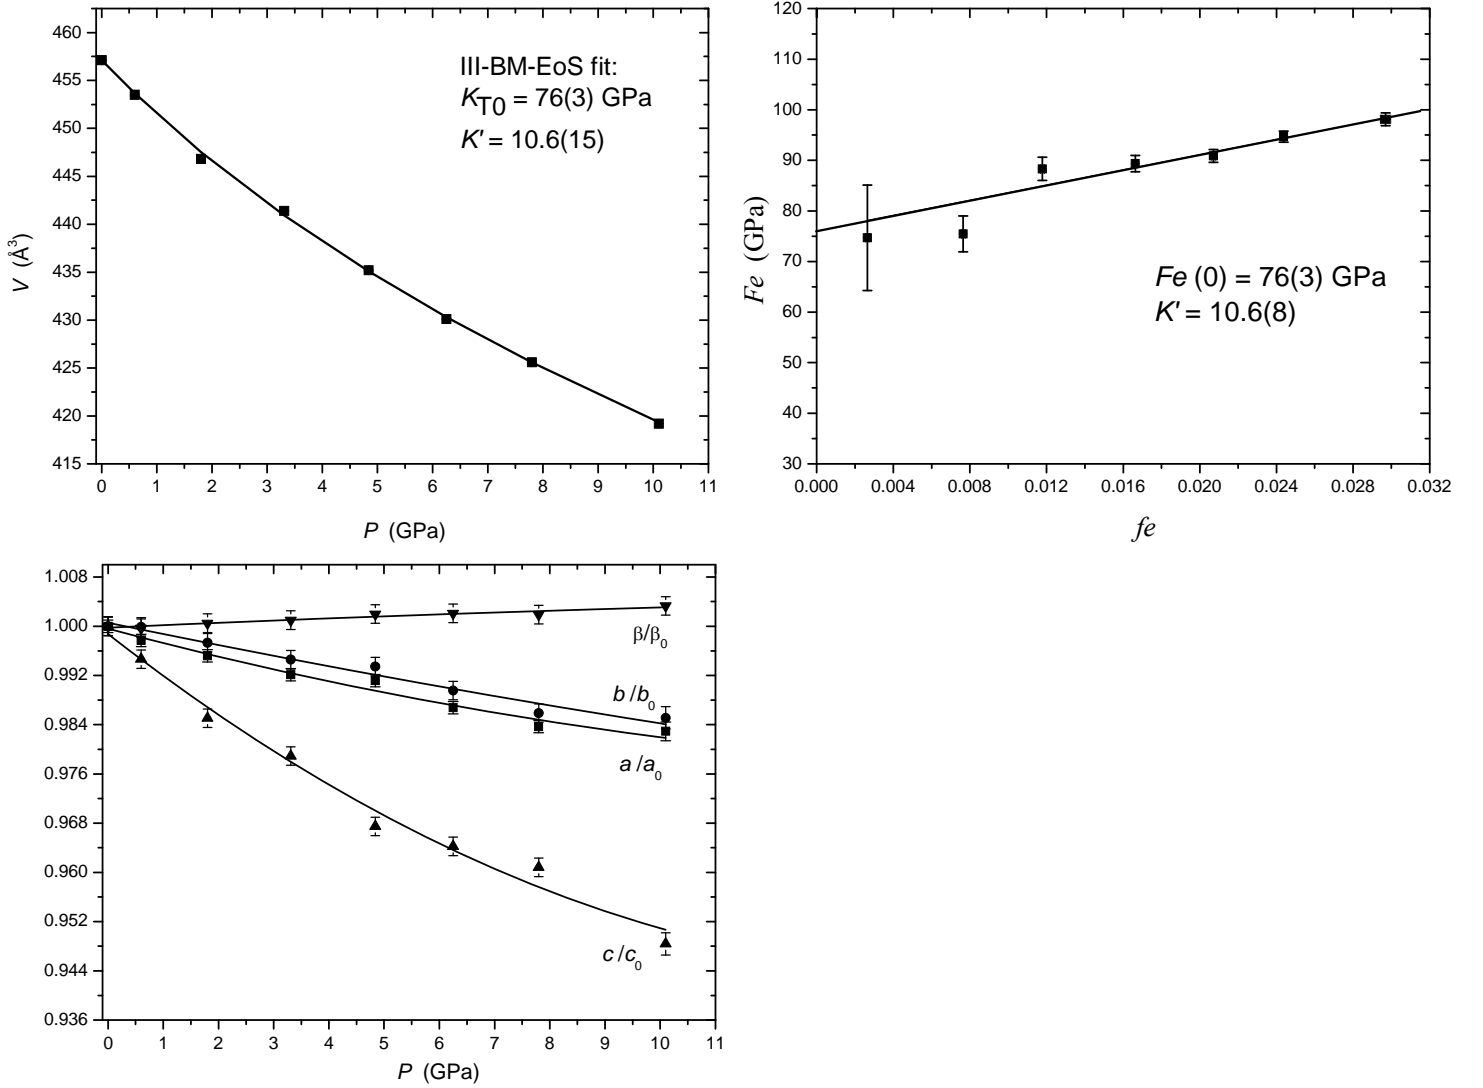 460
455
450
445
440
435
430
425
420
415
V (Å³)
III-BM-EoS fit:
K_T0 = 76(3) GPa
K' = 10.6(15)
0 1 2 3 4 5 6 7 8 9 10 11
P (GPa)
120
110
100
90
80
70
60
50
40
30
Fe (GPa)
Fe (0) = 76(3) GPa
K' = 10.6(8)
0.000 0.004 0.008 0.012 0.016 0.020 0.024 0.028 0.032
fe
1.008
1.000
0.992
0.984
0.976
0.968
0.960
0.952
0.944
0.936
β/β₀
b/b₀
a/a₀
c/c₀
0 1 2 3 4 5 6 7 8 9 10 11
P (GPa)